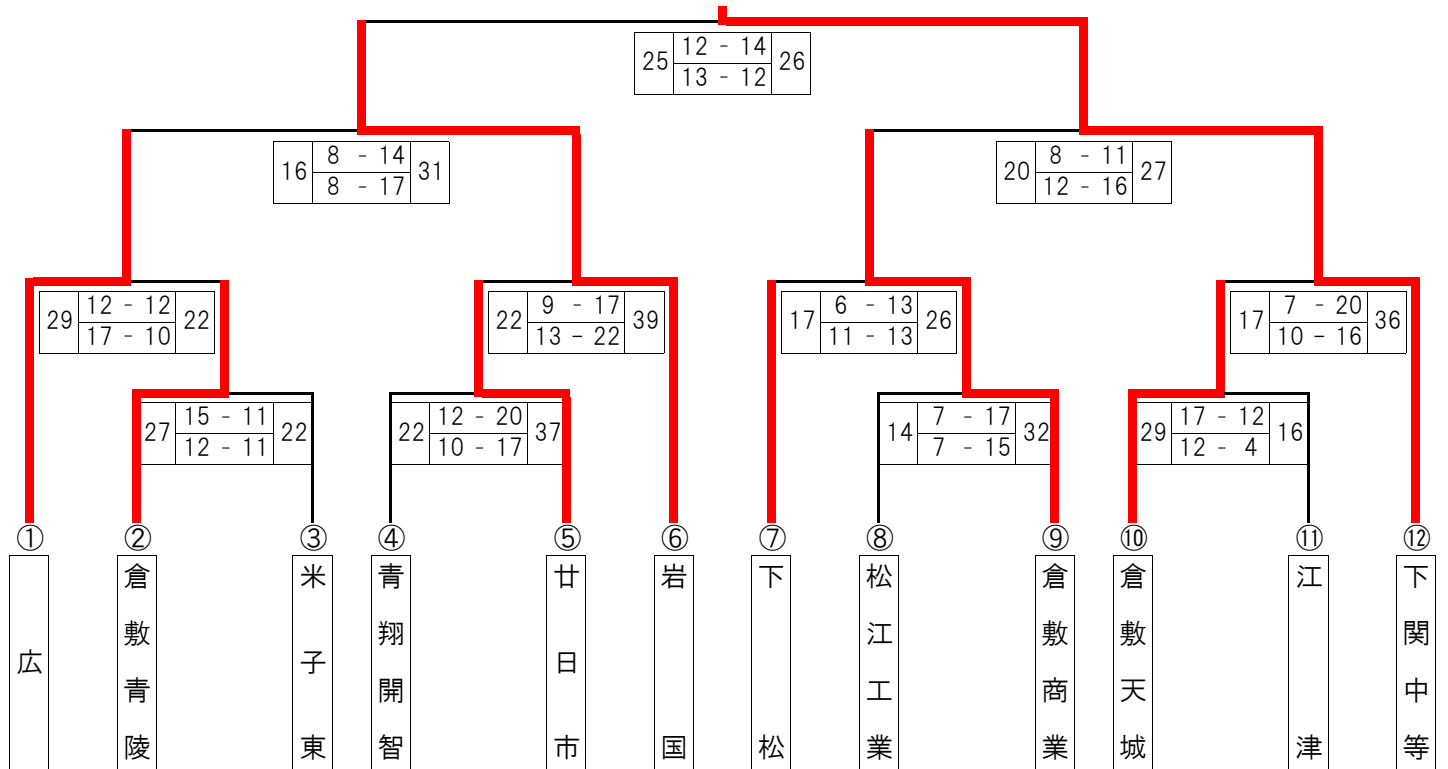 25 12 - 14 26
13 - 12
16 8 - 14 31
8 - 17
20 8 - 11 27
12 - 16
29 12 - 12 22
17 - 10
22 9 - 17 39
13 - 22
17 6 - 13 26
11 - 13
17 7 - 20 36
10 - 16
27 15 - 11 22
12 - 11
22 12 - 20 37
10 - 17
14 7 - 17 32
7 - 15
29 17 - 12 16
12 - 4
① ② ③ ④ ⑤ ⑥ ⑦ ⑧ ⑨ ⑩ ⑪ ⑫
広
倉敷青陵
米子東
青翔開智
廿日市
岩国
下松
松江工業
倉敷商業
倉敷天城
江津
下関中等